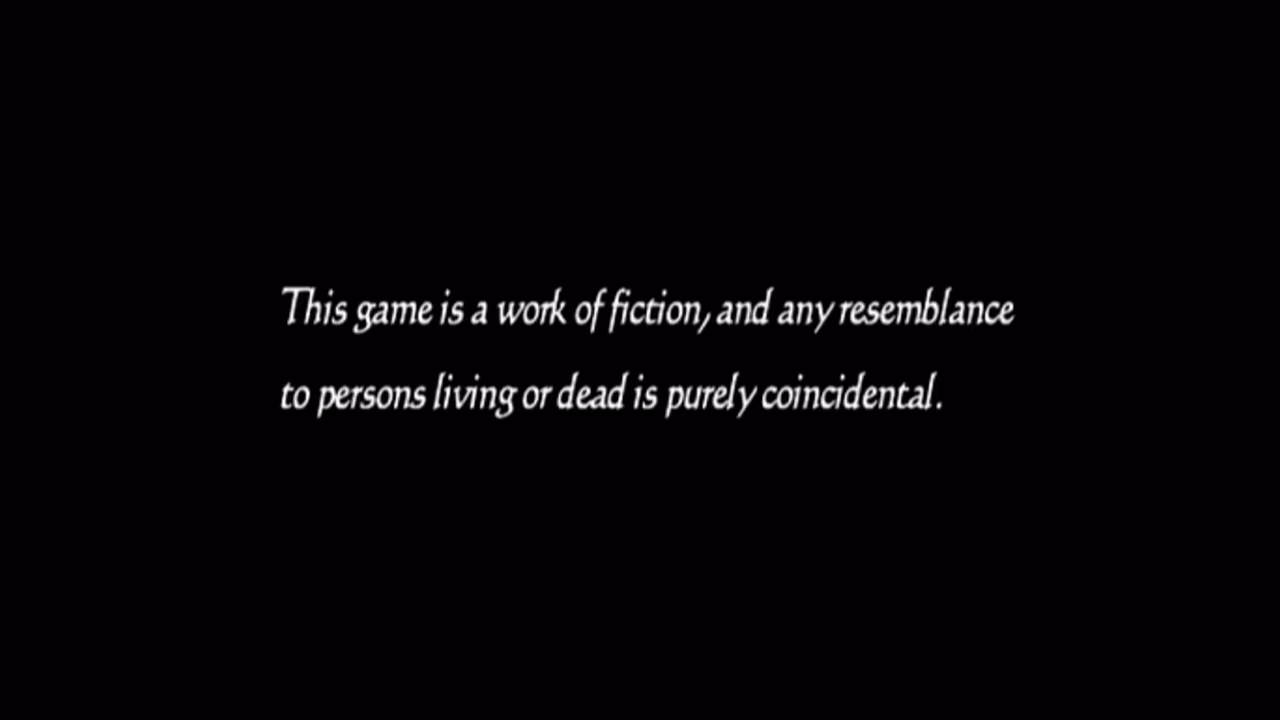 This game is a work of fiction, and any resemblance
to persons living or dead is purely coincidental.